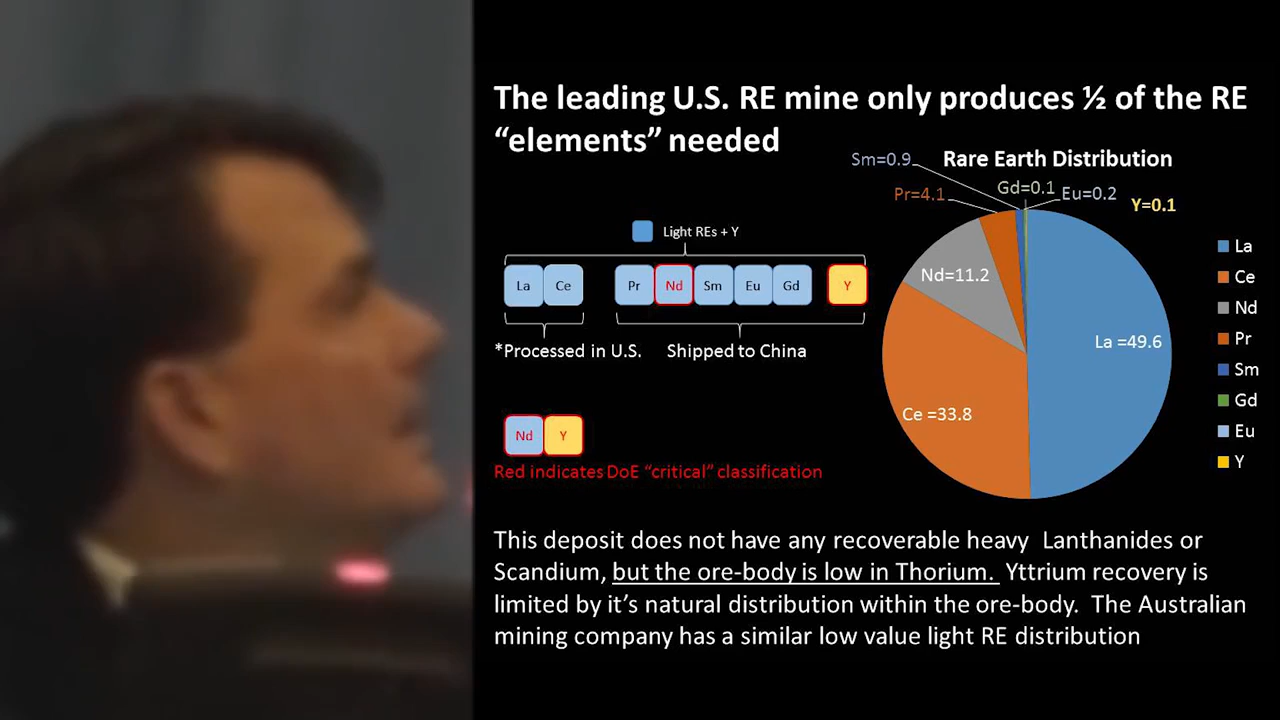 The leading U.S. RE mine only produces ½ of the RE
“elements” needed
Rare Earth Distribution
Sm=0.9
Pr=4.1
Gd=0.1
Eu=0.2
Y=0.1
Light REs + Y
La
Ce
Pr
Nd
Sm
Eu
Gd
Y
*Processed in U.S.
Shipped to China
Nd
Y
Red indicates DoE “critical” classification
Nd=11.2
La =49.6
Ce =33.8
La
Ce
Nd
Pr
Sm
Gd
Eu
Y
This deposit does not have any recoverable heavy Lanthanides or
Scandium, but the ore-body is low in Thorium. Yttrium recovery is
limited by it’s natural distribution within the ore-body. The Australian
mining company has a similar low value light RE distribution